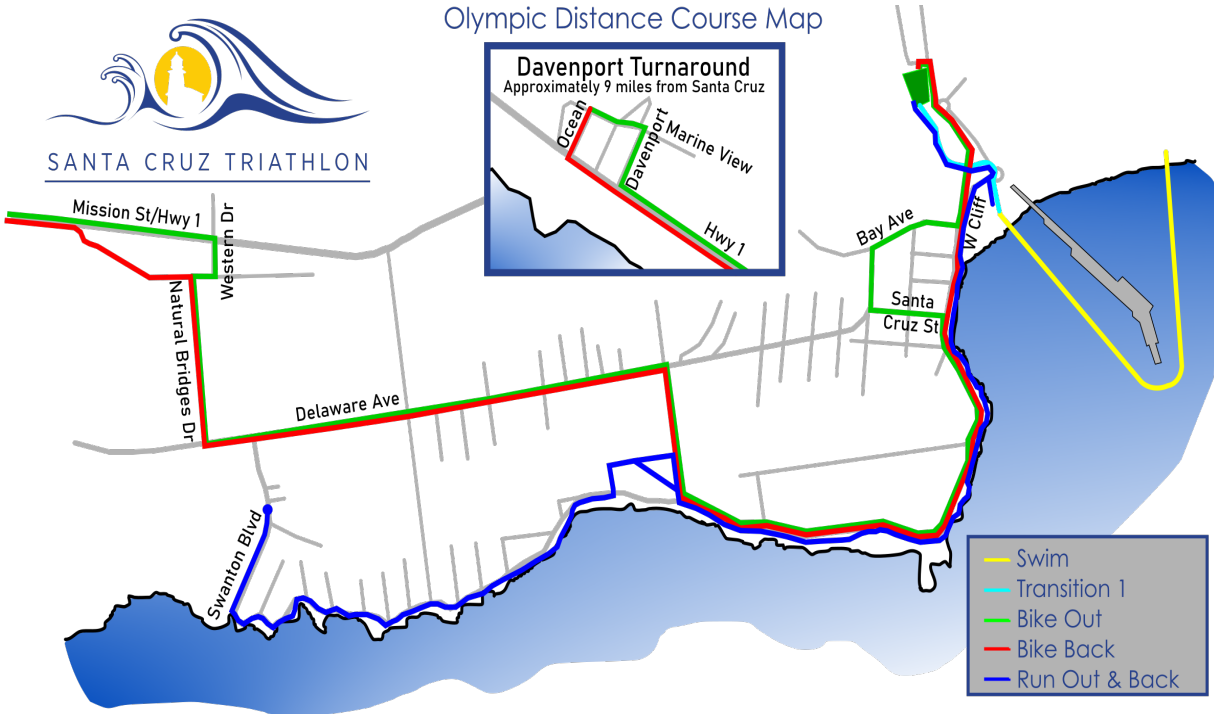 Olympic Distance Course Map
Davenport Turnaround
Approximately 9 miles from Santa Cruz
Ocean
Davenport
Marine View
Hwy 1
SANTA CRUZ TRIATHLON
Mission St/Hwy 1
Western Dr
Natural Bridges Dr
Delaware Ave
Swanton Blvd
Bay Ave
W Cliff
Santa
Cruz St
Swim
Transition 1
Bike Out
Bike Back
Run Out & Back